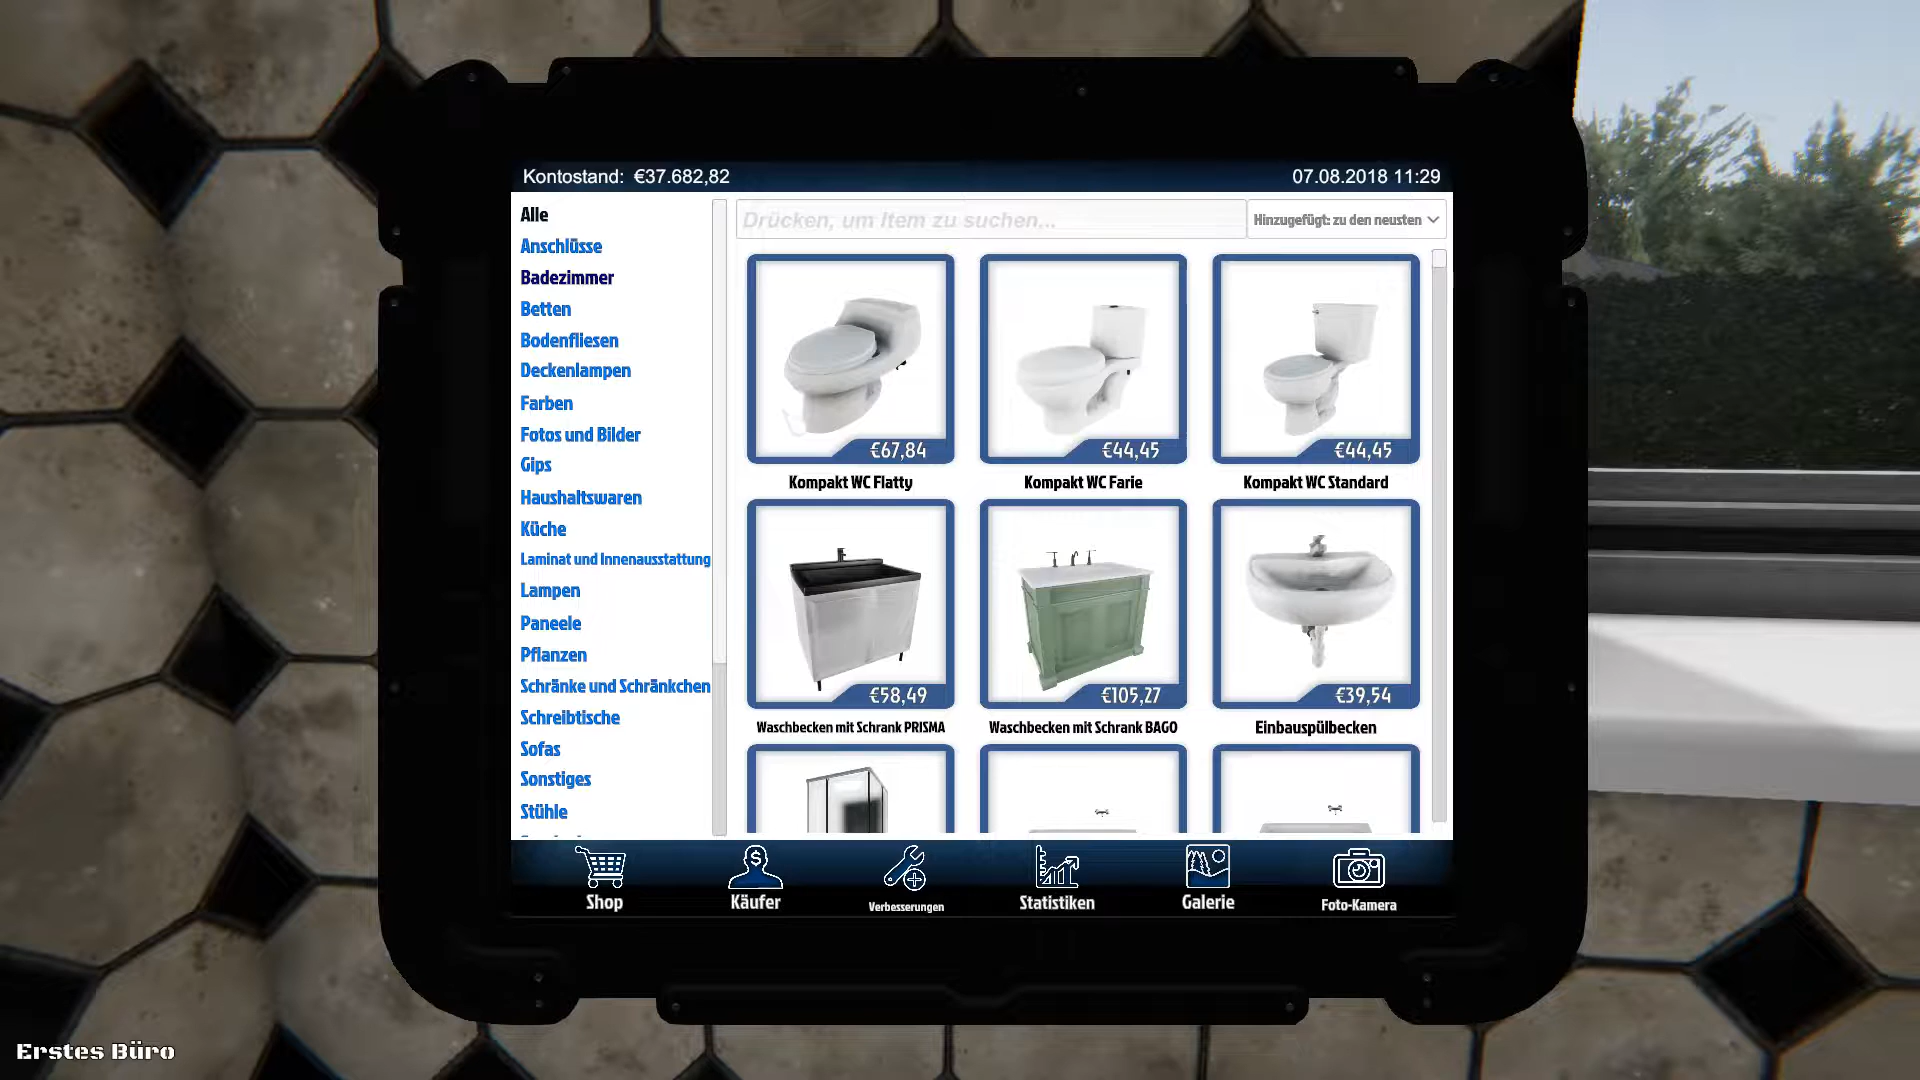 Kontostand: €37.682,82
07.08.2018 11:29
Alle
Anschlüsse
Badezimmer
Betten
Bodenfliesen
Deckenlampen
Farben
Fotos und Bilder
Gips
Haushaltswaren
Küche
Laminat und Innenausstattung
Lampen
Paneele
Pflanzen
Schränke und Schränkchen
Schreibtische
Sofas
Sonstiges
Stühle
Drücken, um Item zu suchen...
Hinzugefügt: zu den neusten
€67,84
€44,45
€44,45
Kompakt WC Flatty
Kompakt WC Farie
Kompakt WC Standard
€58,49
€105,27
€39,54
Waschbecken mit Schrank PRISMA
Waschbecken mit Schrank BAGO
Einbauspülbecken
Shop
Käufer
Verbesserungen
Statistiken
Galerie
Foto-Kamera
Erstes Büro